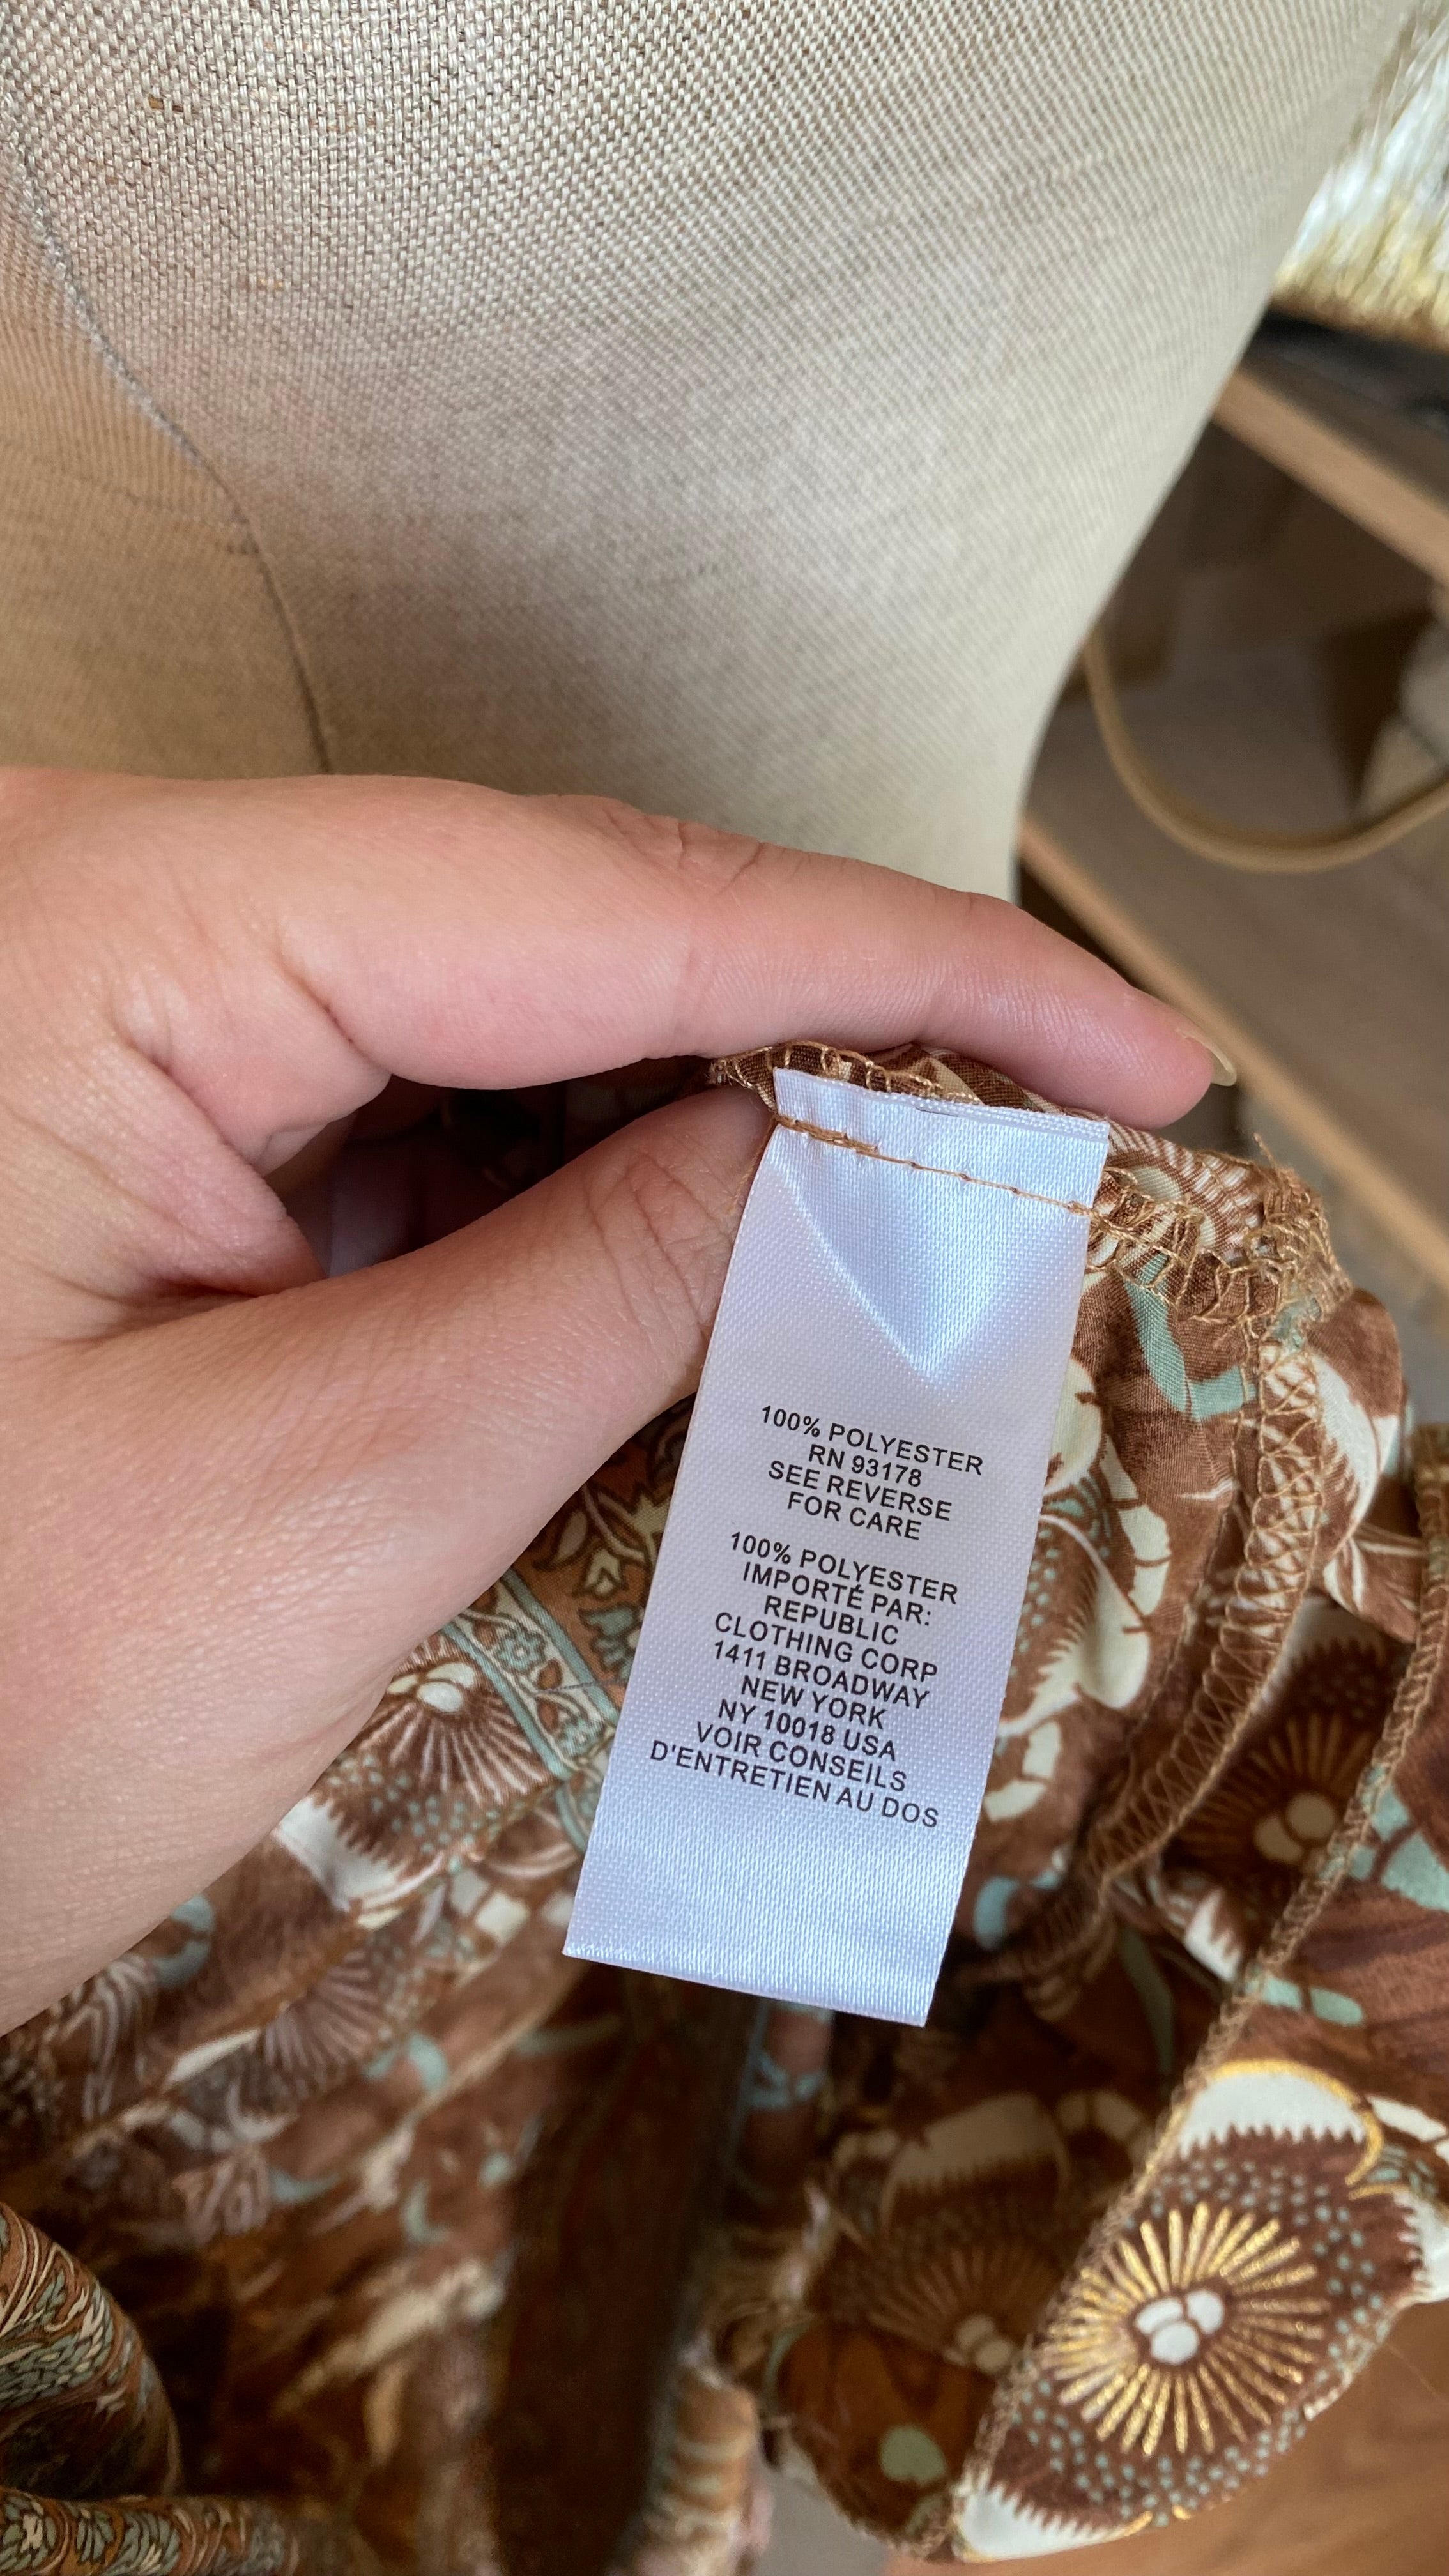 100% POLYESTER
RN 93178
SEE REVERSE
FOR CARE
100% POLYESTER
IMPORTÉ PAR:
REPUBLIC
CLOTHING CORP
1411 BROADWAY
NEW YORK
NY 10018 USA
VOIR CONSEILS
D'ENTRETIEN AU DOS